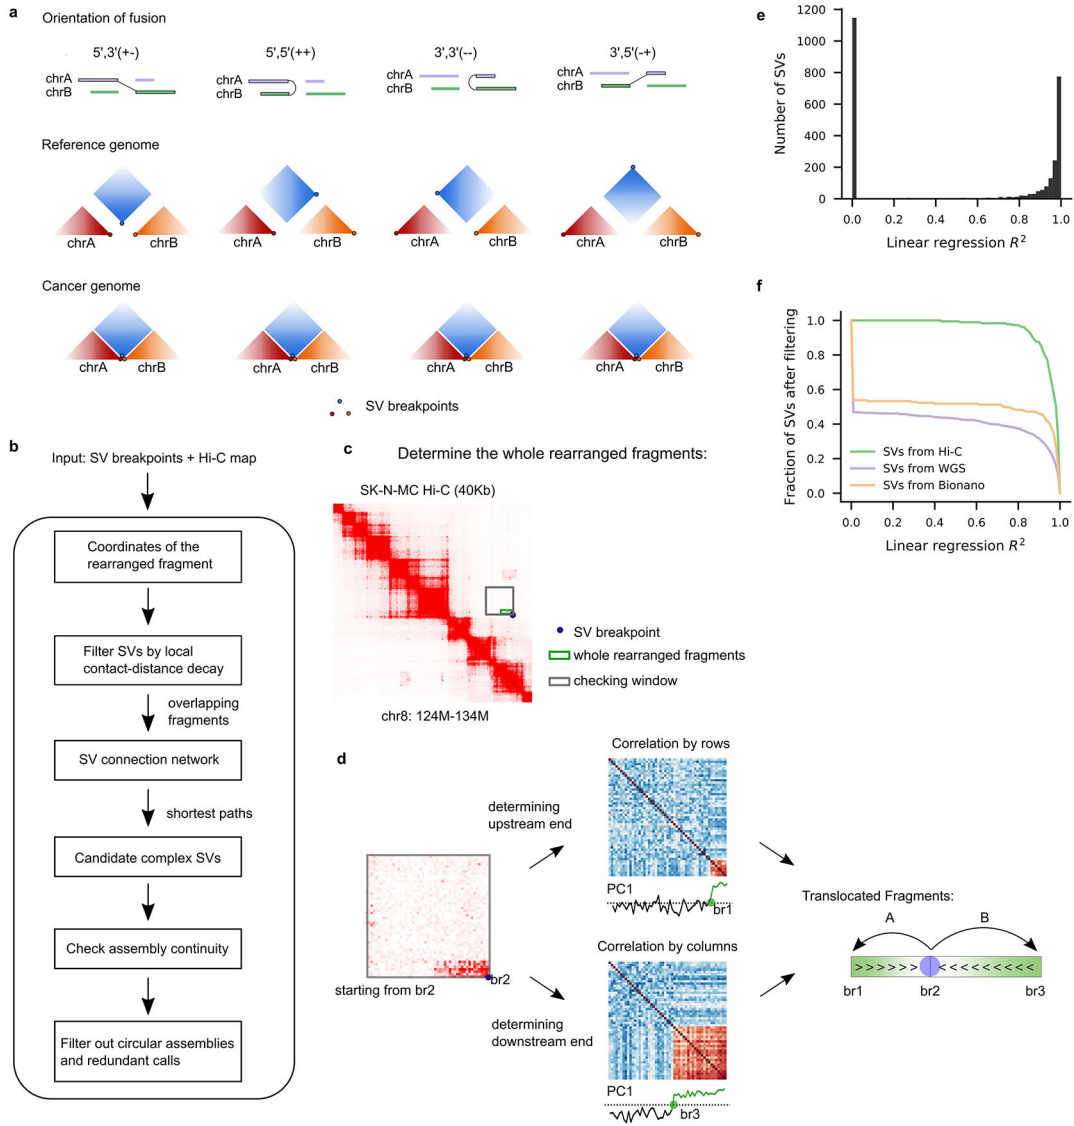 a
Orientation of fusion
5',3'(+-)
5',5'(++)
3',3'(--)
3',5'(-+)
chrA
chrB
chrA
chrB
chrA
chrB
chrA
chrB
Reference genome
chrA
chrB
chrA
chrB
chrA
chrB
chrA
chrB
Cancer genome
chrA
chrB
chrA
chrB
chrA
chrB
chrA
chrB
SV breakpoints
b
Input: SV breakpoints + Hi-C map
Coordinates of the
rearranged fragment
Filter SVs by local
contact-distance decay
overlapping
fragments
SV connection network
shortest paths
Candidate complex SVs
Check assembly continuity
Filter out circular assemblies
and redundant calls
c
Determine the whole rearranged fragments:
SK-N-MC Hi-C (40Kb)
SV breakpoint
whole rearranged fragments
checking window
chr8: 124M-134M
d
br2
starting from br2
determining
upstream end
determining
downstream end
Correlation by rows
PC1
br1
Correlation by columns
PC1
br3
Translocated Fragments:
A
B
>>>>>>
<<<<<<<<<
br1
br2
br3
e
Number of SVs
1200
1000
800
600
400
200
0
0.0
0.2
0.4
0.6
0.8
1.0
Linear regression R²
f
Fraction of SVs after filtering
1.0
0.8
0.6
0.4
0.2
0.0
SVs from Hi-C
SVs from WGS
SVs from Bionano
0.0
0.2
0.4
0.6
0.8
1.0
Linear regression R²